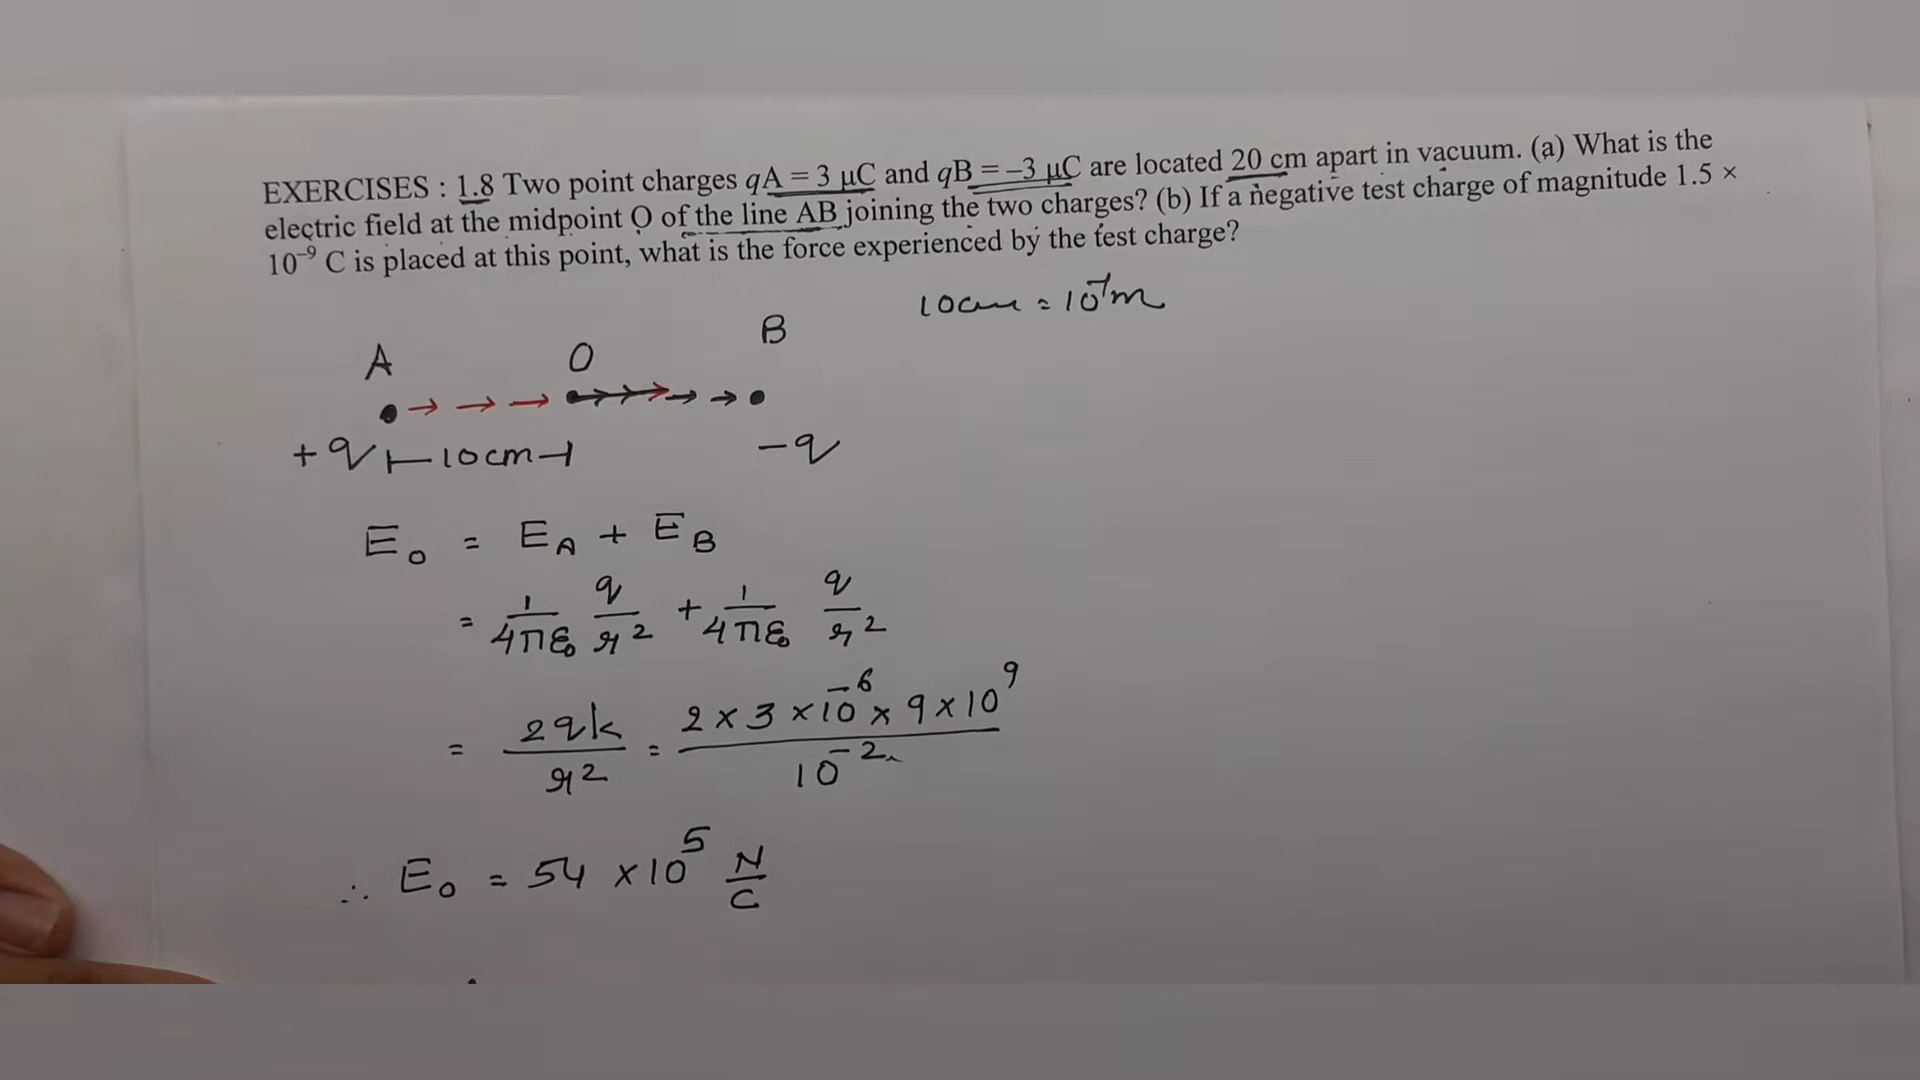 EXERCISES : 1.8 Two point charges qA = 3 μC and qB = –3 μC are located 20 cm apart in vacuum. (a) What is the
electric field at the midpoint O of the line AB joining the two charges? (b) If a negative test charge of magnitude 1.5 ×
10⁻⁹ C is placed at this point, what is the force experienced by the test charge?
10cm = 10⁻¹m
A O B
+q 10cm -q
E₀ = E_A + E_B
= 1/4πε₀ q/r² + 1/4πε₀ q/r²
= 2qk/r² = 2 × 3 × 10⁻⁶ × 9 × 10⁹/10⁻²
∴ E₀ = 54 × 10⁵ N/C